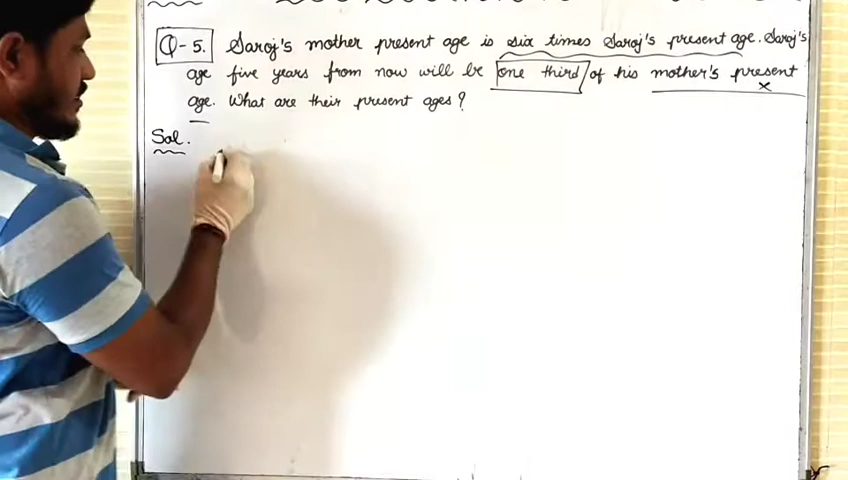 Q-5. Saroj's mother present age is six times Saroj's present age. Saroj's
age five years from now will be one third of his mother's present
age. What are their present ages?
x
Sol.